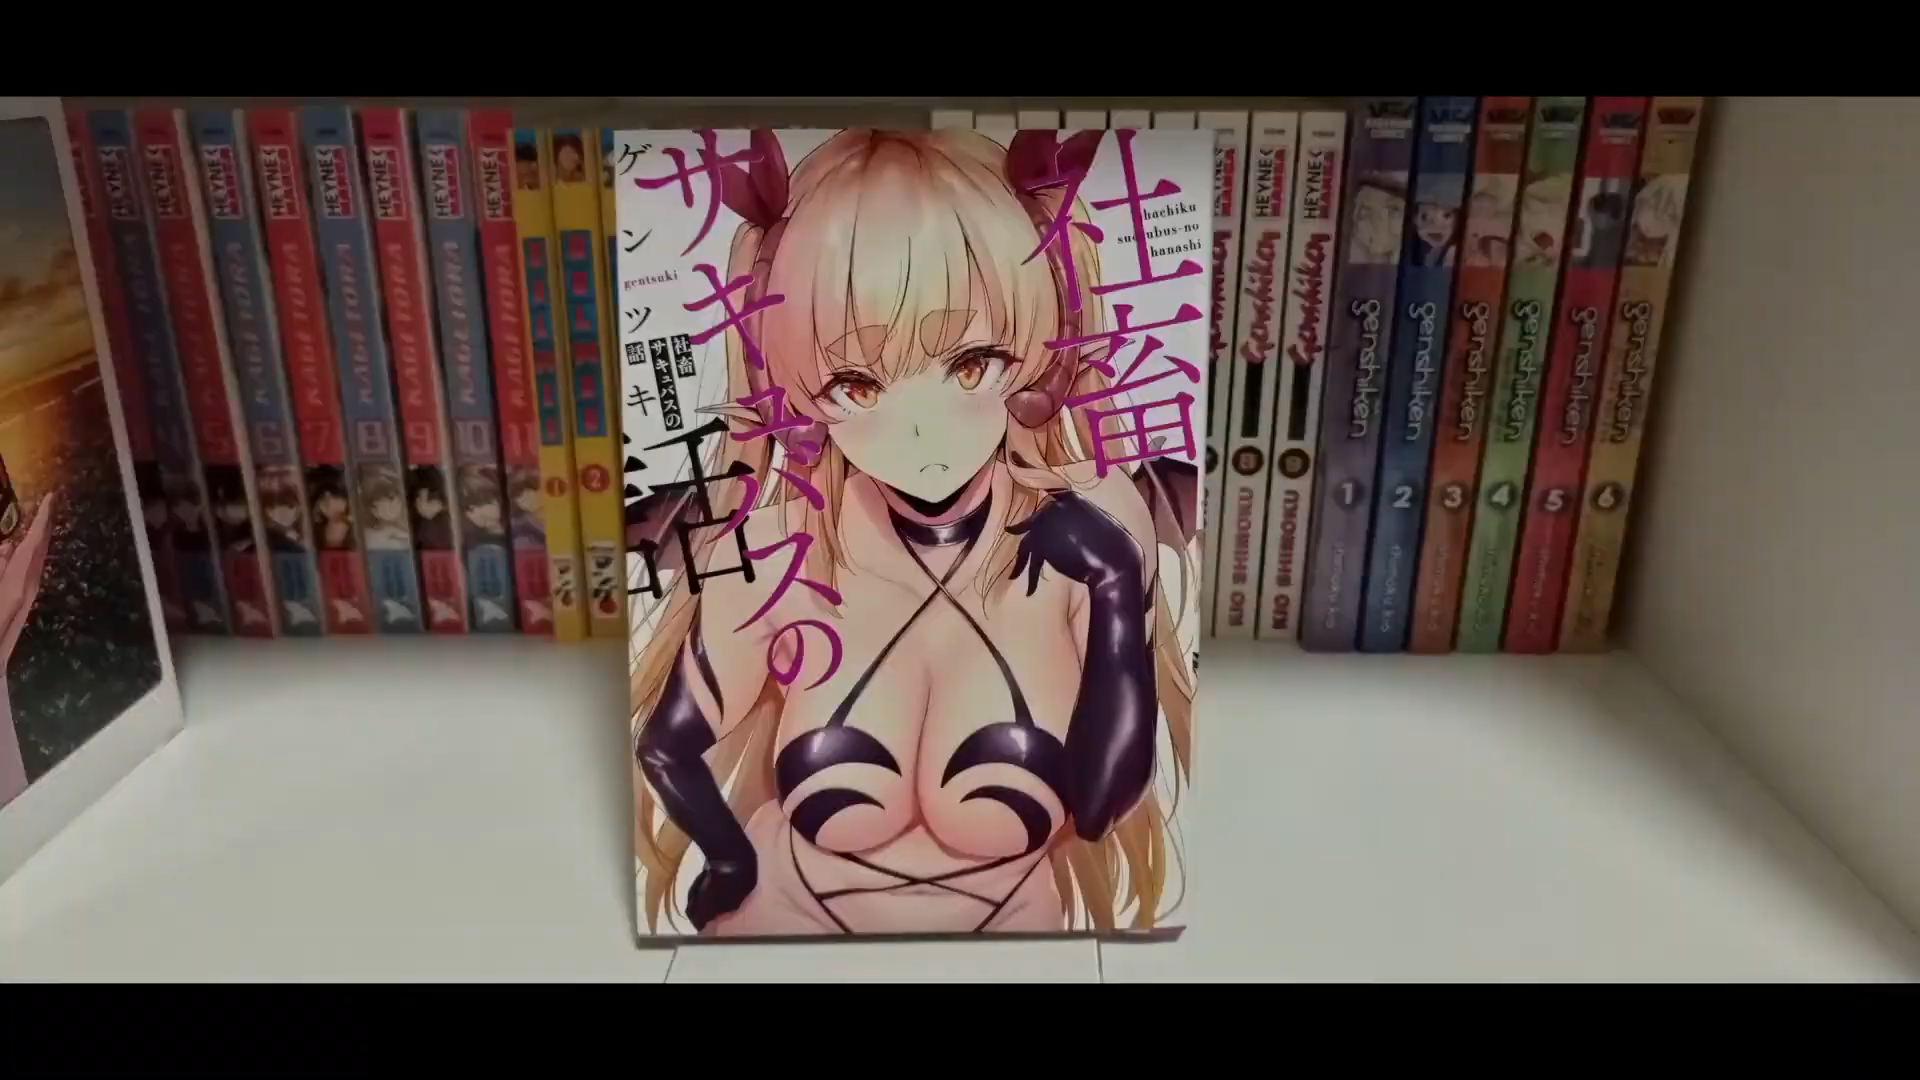 社畜
サキュバスの
話
shachiku
succubus-no
hanashi
ゲンツキ
gentsuki
社畜
サキュバスの
話
HEYNE
MANGA
KAGETORA
5
HEYNE
MANGA
KAGETORA
6
HEYNE
MANGA
KAGETORA
7
HEYNE
MANGA
KAGETORA
8
HEYNE
MANGA
KAGETORA
9
HEYNE
MANGA
KAGETORA
10
HEYNE
MANGA
KAGETORA
11
1
2
8
KIO SHIMOKU
HEYNE
MANGA
9
KIO SHIMOKU
genshiken
1
genshiken
2
genshiken
3
genshiken
4
genshiken
5
genshiken
6